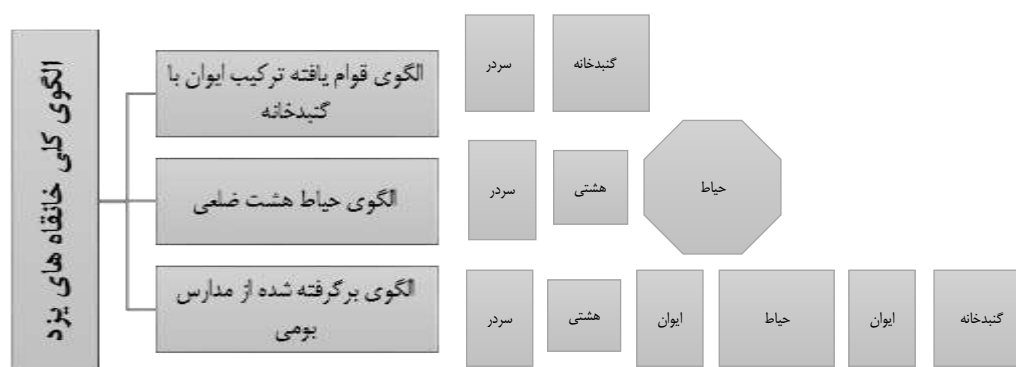 الگوی کلی خانقاه های یزد
الگوی قوام یافته ترکیب ایوان با
گنبدخانه
سردر
گنبدخانه
الگوی حیاط هشت ضلعی
سردر
هشتی
حیاط
الگوی برگرفته شده از مدارس
بومی
سردر
هشتی
ایوان
حیاط
ایوان
گنبدخانه